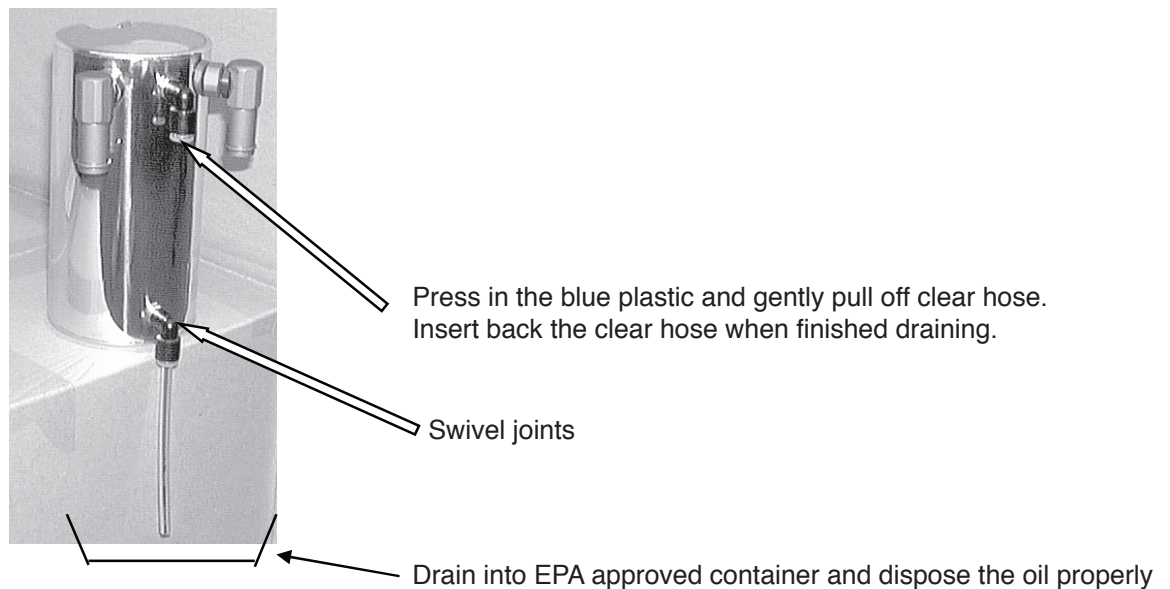 Press in the blue plastic and gently pull off clear hose.
Insert back the clear hose when finished draining.
Swivel joints
Drain into EPA approved container and dispose the oil properly